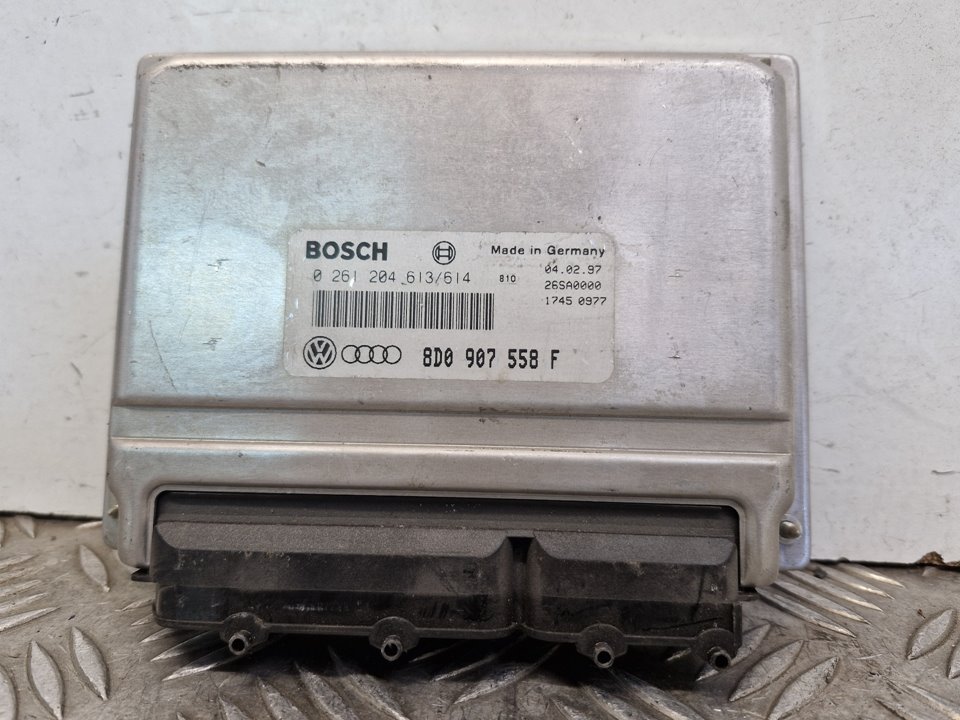 BOSCH Made in Germany
0 261 204 613/614 810 04.02.97
26SA0000
1745 0977
8D0 907 558 F